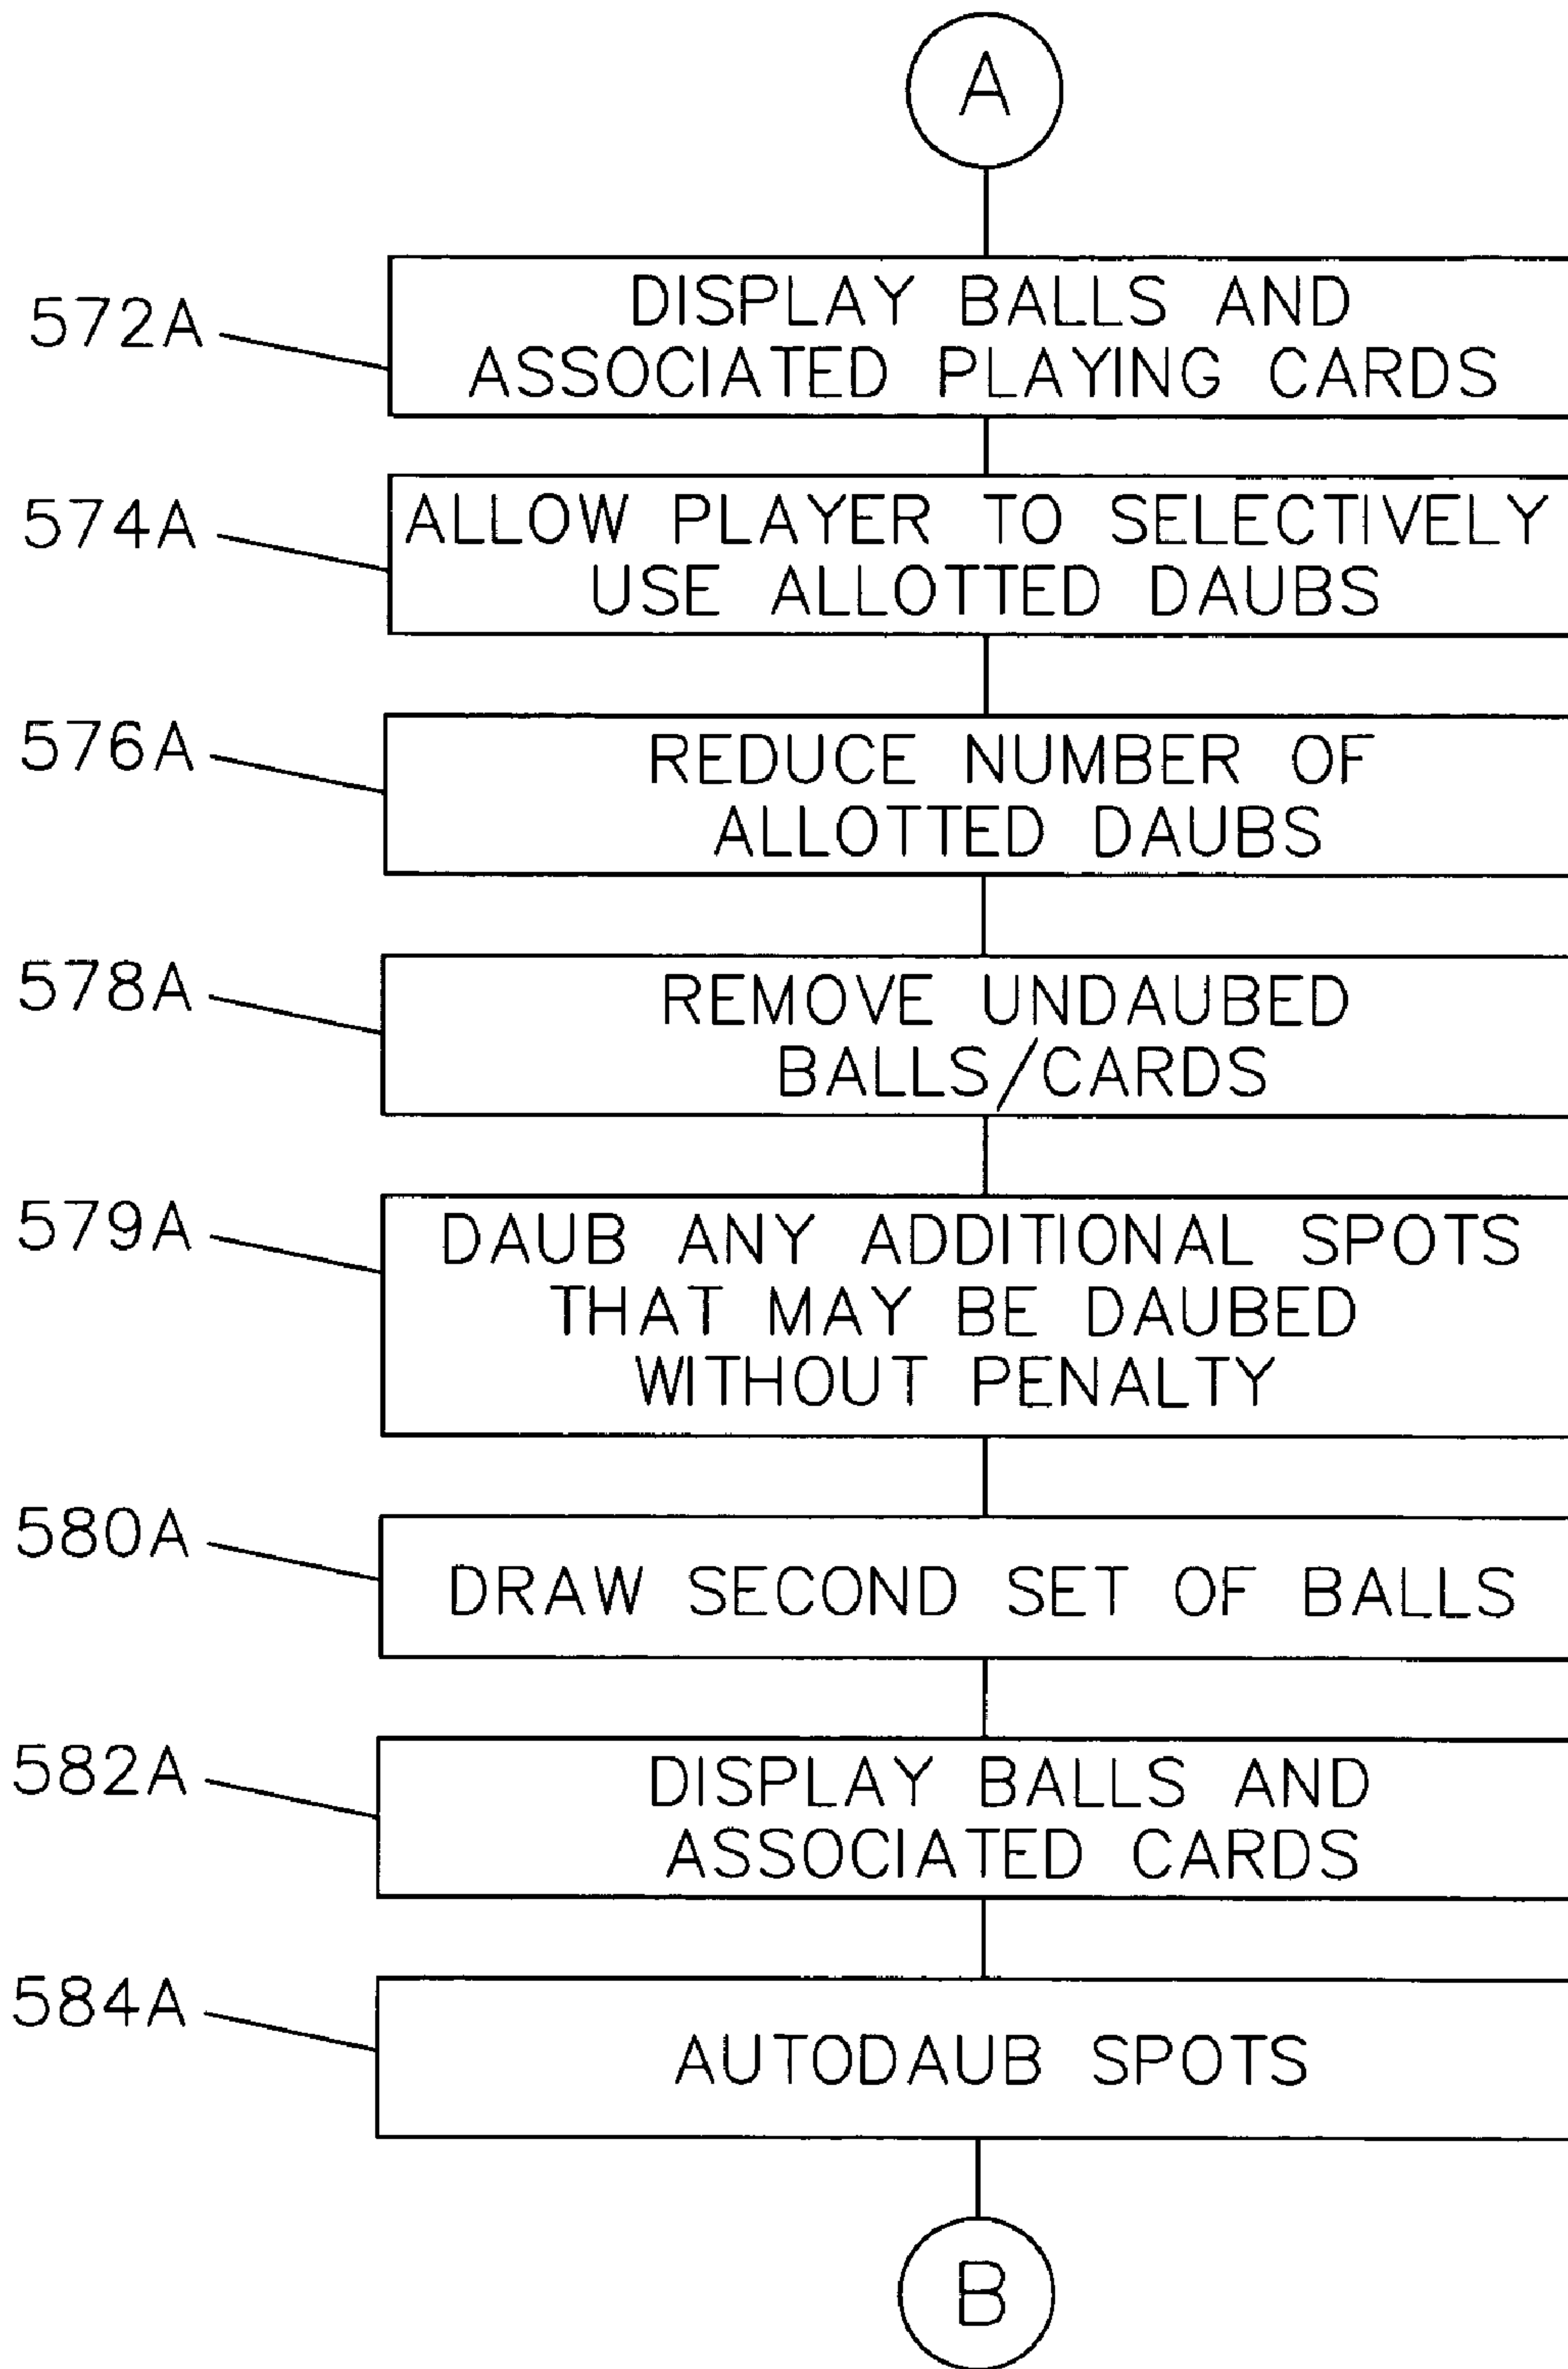 A
572A
DISPLAY BALLS AND
ASSOCIATED PLAYING CARDS
574A
ALLOW PLAYER TO SELECTIVELY
USE ALLOTTED DAUBS
576A
REDUCE NUMBER OF
ALLOTTED DAUBS
578A
REMOVE UNDAUBED
BALLS/CARDS
579A
DAUB ANY ADDITIONAL SPOTS
THAT MAY BE DAUBED
WITHOUT PENALTY
580A
DRAW SECOND SET OF BALLS
582A
DISPLAY BALLS AND
ASSOCIATED CARDS
584A
AUTODAUB SPOTS
B